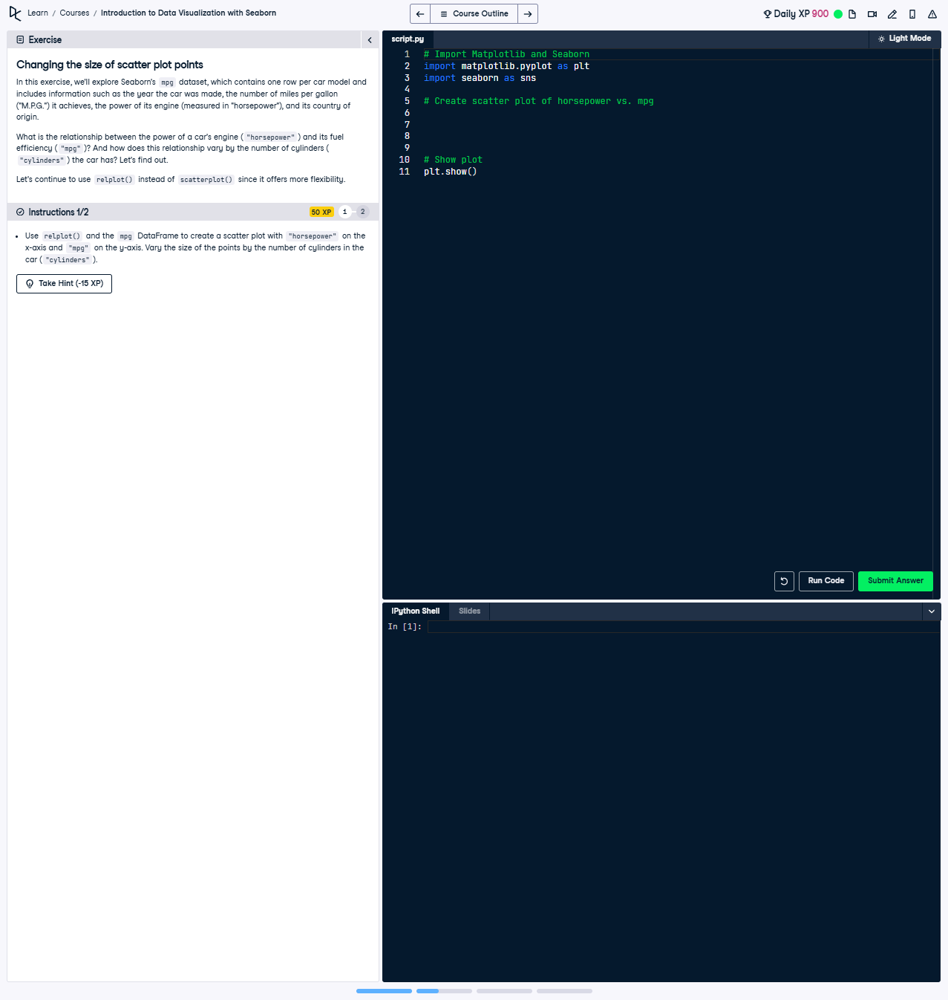 Learn / Courses / Introduction to Data Visualization with Seaborn
Course Outline
Daily XP 900
Exercise
Changing the size of scatter plot points
In this exercise, we'll explore Seaborn's mpg dataset, which contains one row per car model and
includes information such as the year the car was made, the number of miles per gallon
("M.P.G.") it achieves, the power of its engine (measured in "horsepower"), and its country of
origin.
What is the relationship between the power of a car's engine ( "horsepower" ) and its fuel
efficiency ( "mpg" )? And how does this relationship vary by the number of cylinders (
"cylinders" ) the car has? Let's find out.
Let's continue to use relplot() instead of scatterplot() since it offers more flexibility.
Instructions 1/2
50 XP
1
2
Use relplot() and the mpg DataFrame to create a scatter plot with "horsepower" on the
x-axis and "mpg" on the y-axis. Vary the size of the points by the number of cylinders in the
car ( "cylinders" ).
Take Hint (-15 XP)
script.py
Light Mode
1 # Import Matplotlib and Seaborn
2 import matplotlib.pyplot as plt
3 import seaborn as sns
4
5 # Create scatter plot of horsepower vs. mpg
6
7
8
9
10 # Show plot
11 plt.show()
Run Code
Submit Answer
IPython Shell
Slides
In [1]: